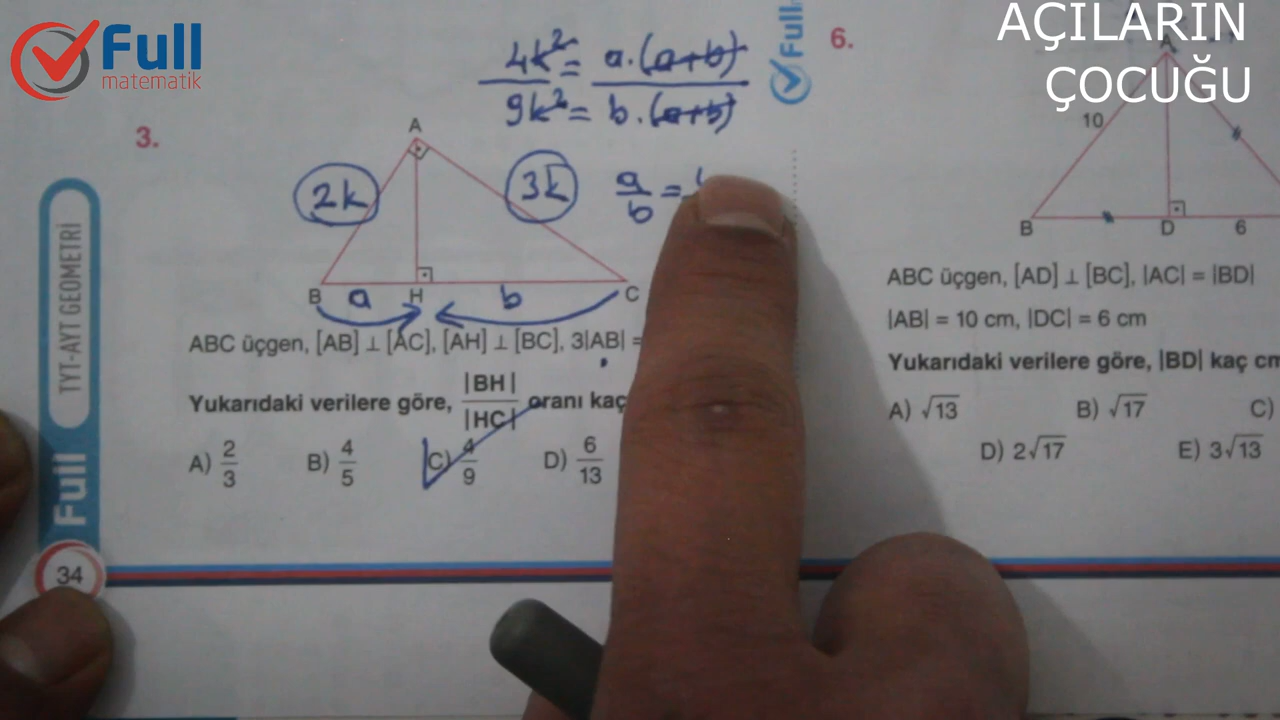 Full
matematik
AÇILARIN
ÇOCUĞU
4k² = a.(a+b)
9k² = b.(a+b)
Full
3.
A
2k
3k
a/b =
B
a
H
b
C
ABC üçgen, [AB] ⊥ [AC], [AH] ⊥ [BC], 3|AB| =
Yukarıdaki verilere göre, |BH|/|HC| oranı kaç
A) 2/3 B) 4/5 C) 4/9 D) 6/13
TYT-AYT GEOMETRİ
Full
34
6.
A
10
B
D
6
ABC üçgen, [AD] ⊥ [BC], |AC| = |BD|
|AB| = 10 cm, |DC| = 6 cm
Yukarıdaki verilere göre, |BD| kaç cm
A) √13 B) √17 C)
D) 2√17 E) 3√13